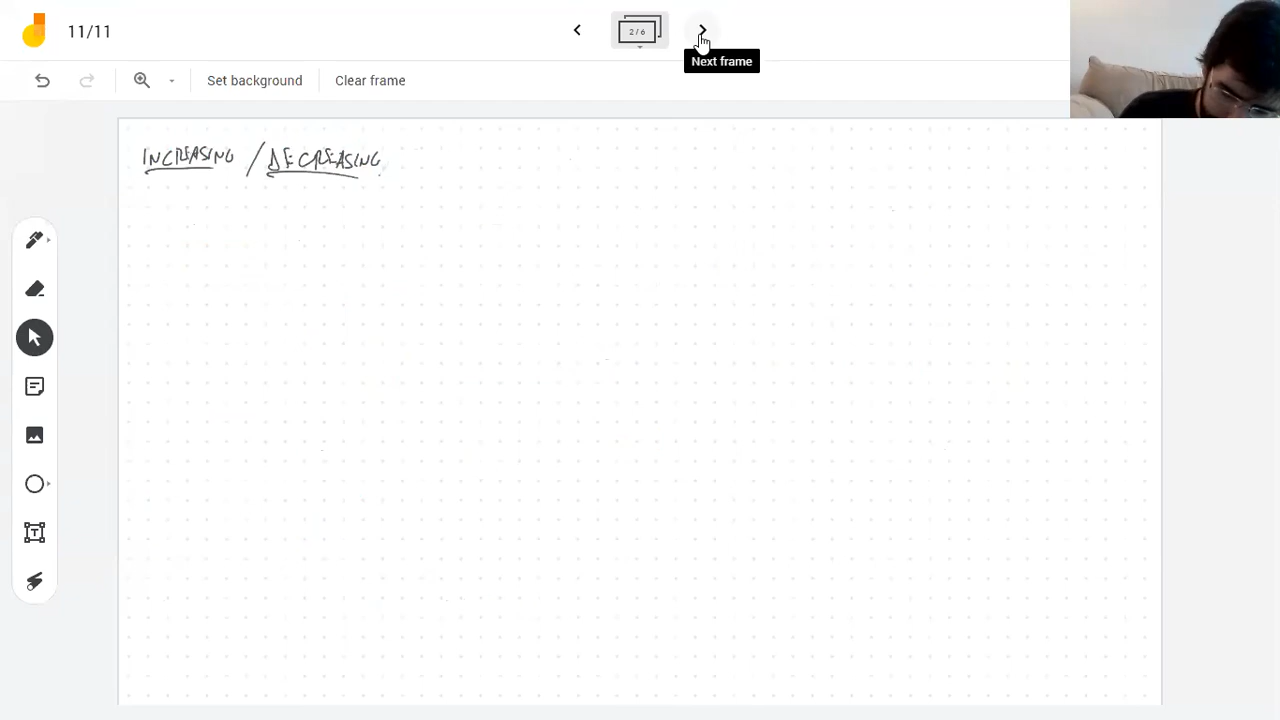 11/11
2 / 6
Next frame
Set background
Clear frame
INCREASING / DECREASING